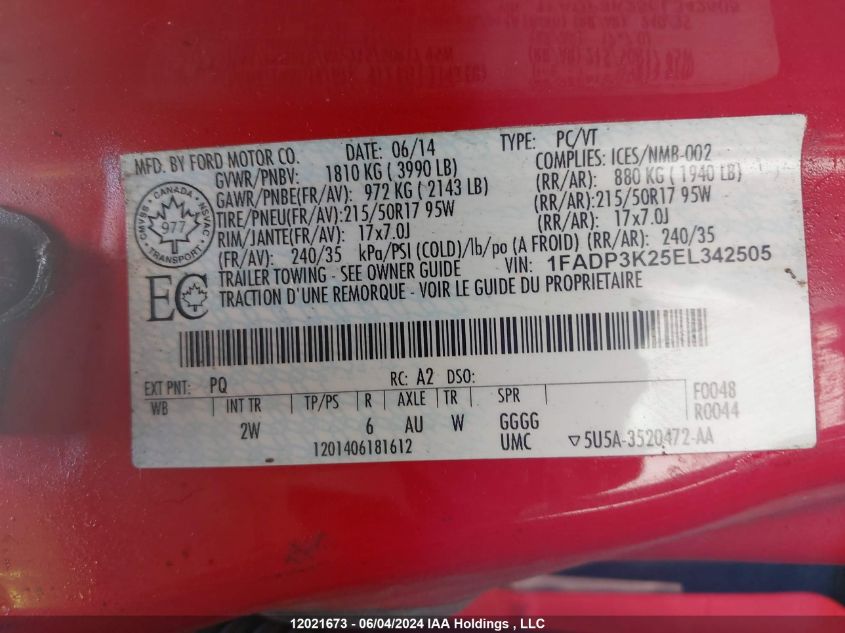 MFD. BY FORD MOTOR CO. DATE: 06/14 TYPE: PC/VT
GVWR/PNBV: 1810 KG ( 3990 LB) COMPLIES: ICES/NMB-002
GAWR/PNBE(FR/AV): 972 KG ( 2143 LB) (RR/AR): 880 KG ( 1940 LB)
TIRE/PNEU(FR/AV):215/50R17 95W (RR/AR):215/50R17 95W
RIM/JANTE(FR/AV): 17x7.0J (RR/AR): 17x7.0J
(FR/AV): 240/35 kPa/PSI (COLD)/lb/po (A FROID) (RR/AR): 240/35
TRAILER TOWING - SEE OWNER GUIDE VIN: 1FADP3K25EL342505
TRACTION D'UNE REMORQUE - VOIR LE GUIDE DU PROPRIETAIRE
CANADA
CMVSS NSVAC
977
TRANSPORT
EC
EXT PNT: PQ RC: A2 DSO:
WB INT TR TP/PS R AXLE TR SPR F0048
2W 6 AU W GGGG R0044
1201406181612 UMC ▽5U5A-3520472-AA
12021673 - 06/04/2024 IAA Holdings , LLC